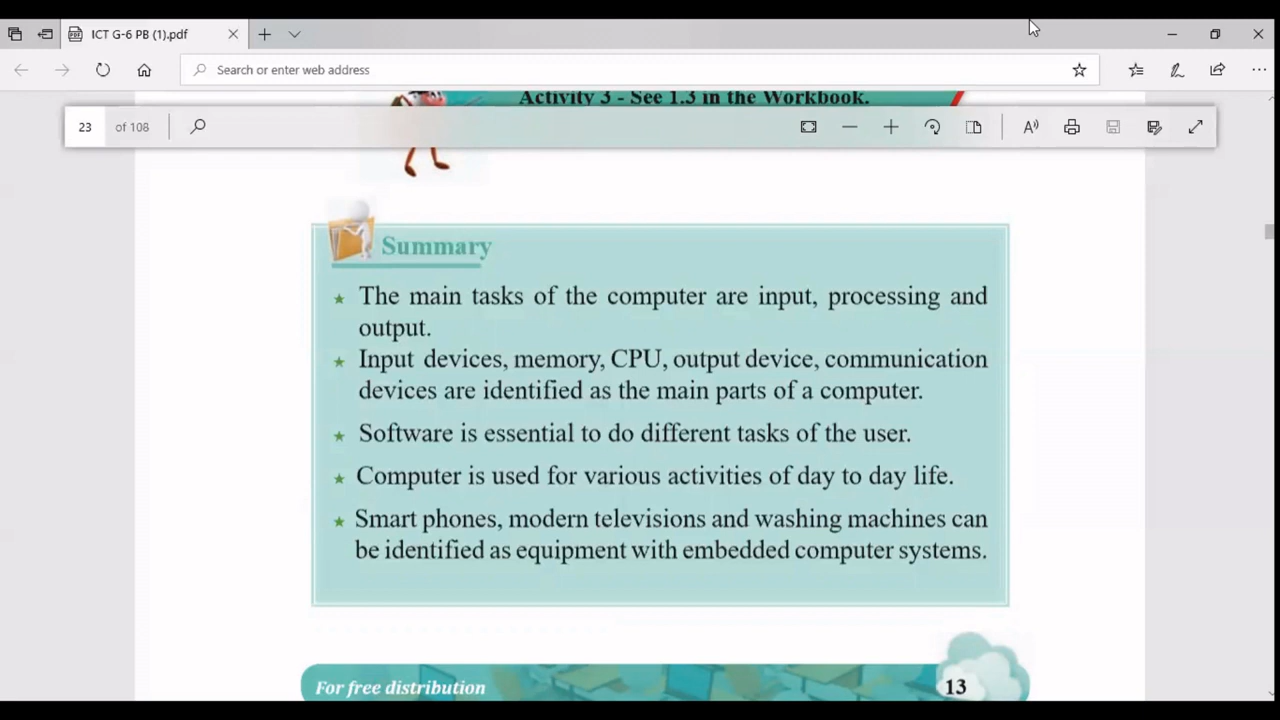 ICT G-6 PB (1).pdf
Search or enter web address
Activity 3 - See 1.3 in the Workbook.
23 of 108
Summary
The main tasks of the computer are input, processing and
output.
Input devices, memory, CPU, output device, communication
devices are identified as the main parts of a computer.
Software is essential to do different tasks of the user.
Computer is used for various activities of day to day life.
Smart phones, modern televisions and washing machines can
be identified as equipment with embedded computer systems.
For free distribution
13